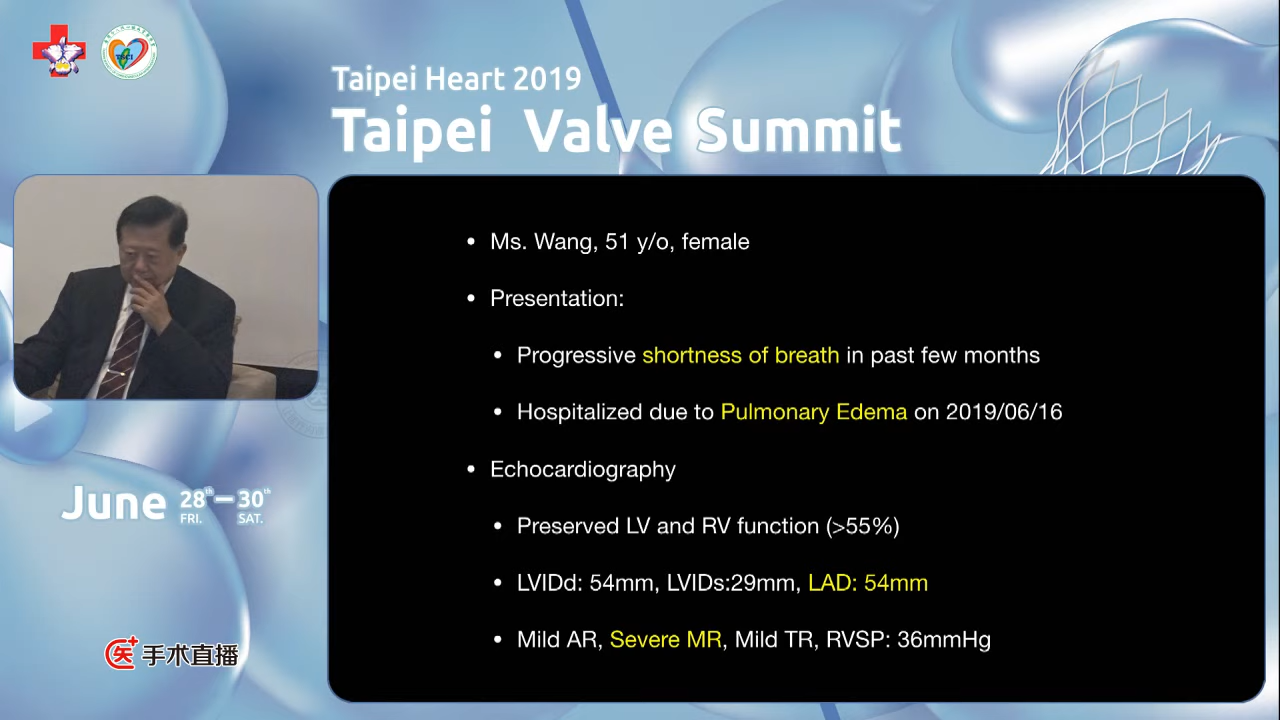 Taipei Heart 2019
Taipei Valve Summit
TSCI
• Ms. Wang, 51 y/o, female
• Presentation:
• Progressive shortness of breath in past few months
• Hospitalized due to Pulmonary Edema on 2019/06/16
• Echocardiography
• Preserved LV and RV function (>55%)
• LVIDd: 54mm, LVIDs:29mm, LAD: 54mm
• Mild AR, Severe MR, Mild TR, RVSP: 36mmHg
June 28th–30th
FRI. SAT.
医 手术直播